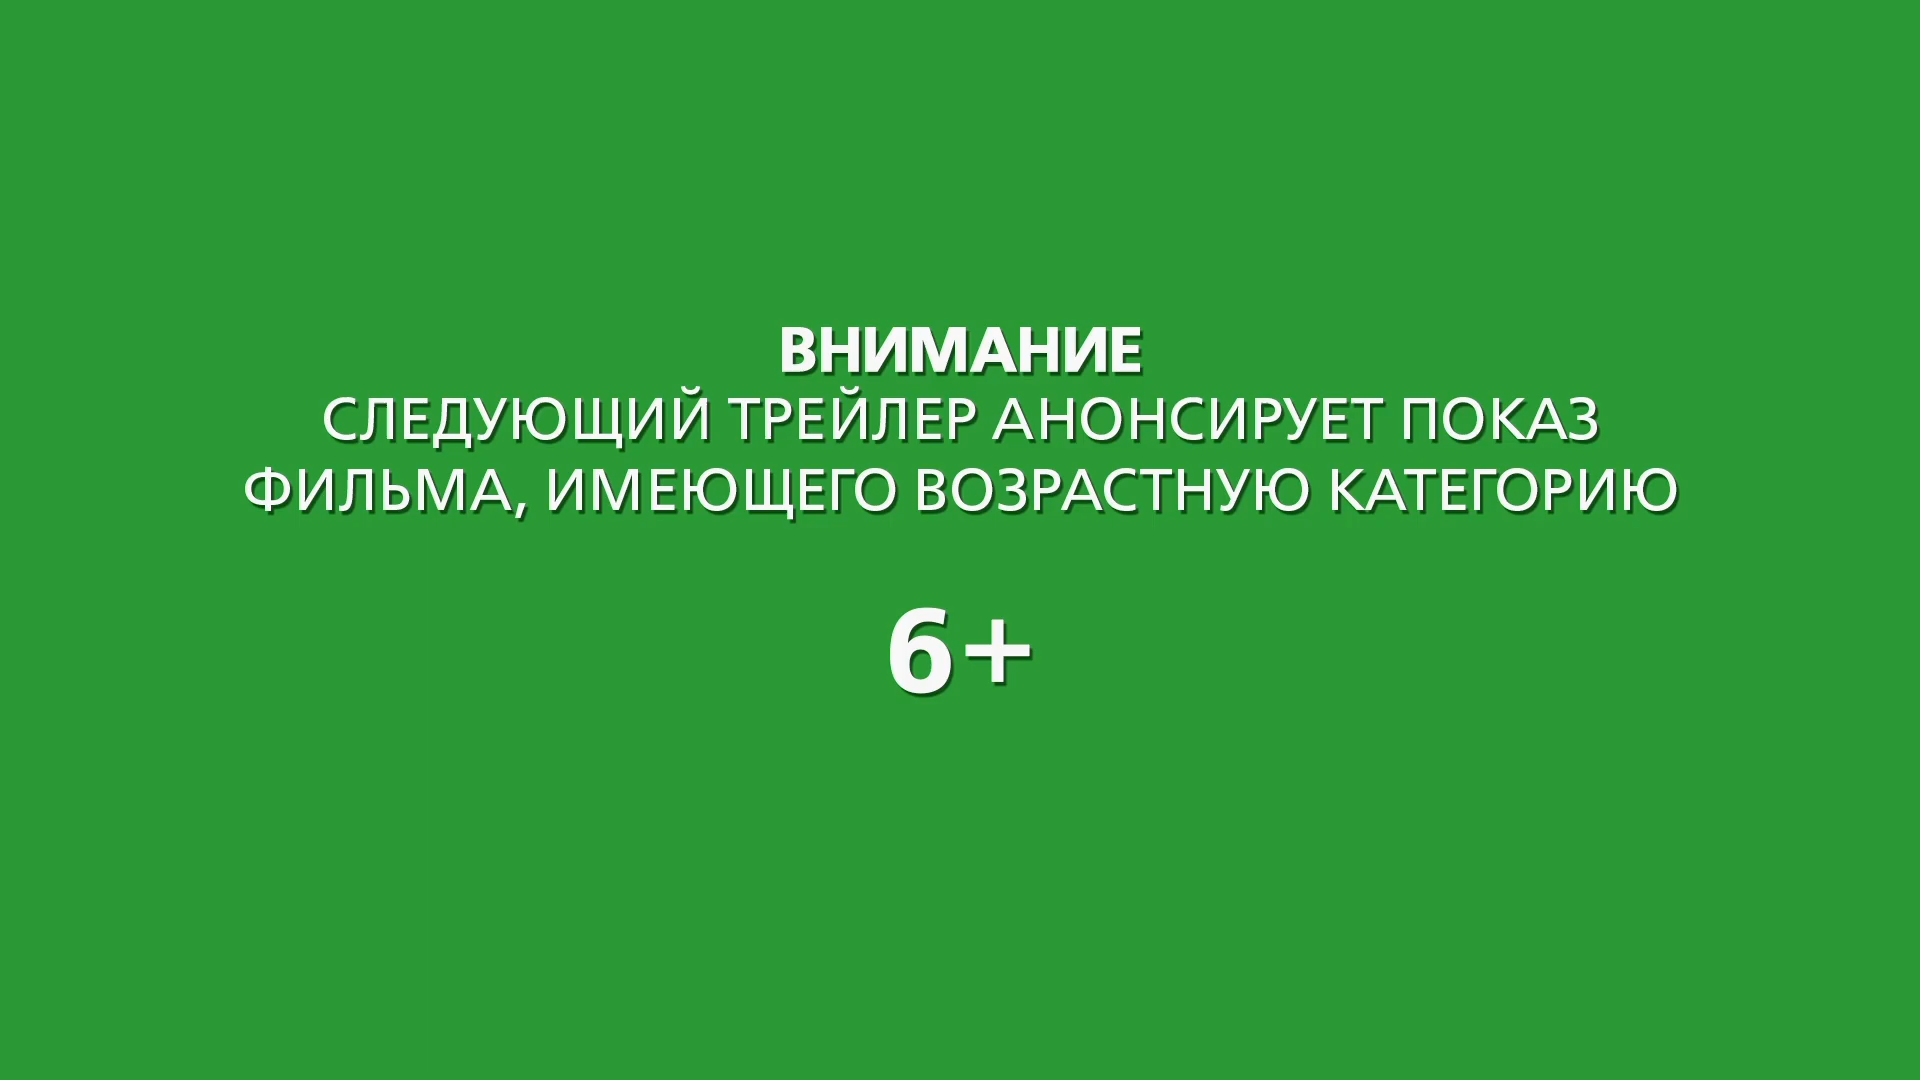 ВНИМАНИЕ
СЛЕДУЮЩИЙ ТРЕЙЛЕР АНОНСИРУЕТ ПОКАЗ
ФИЛЬМА, ИМЕЮЩЕГО ВОЗРАСТНУЮ КАТЕГОРИЮ
6+